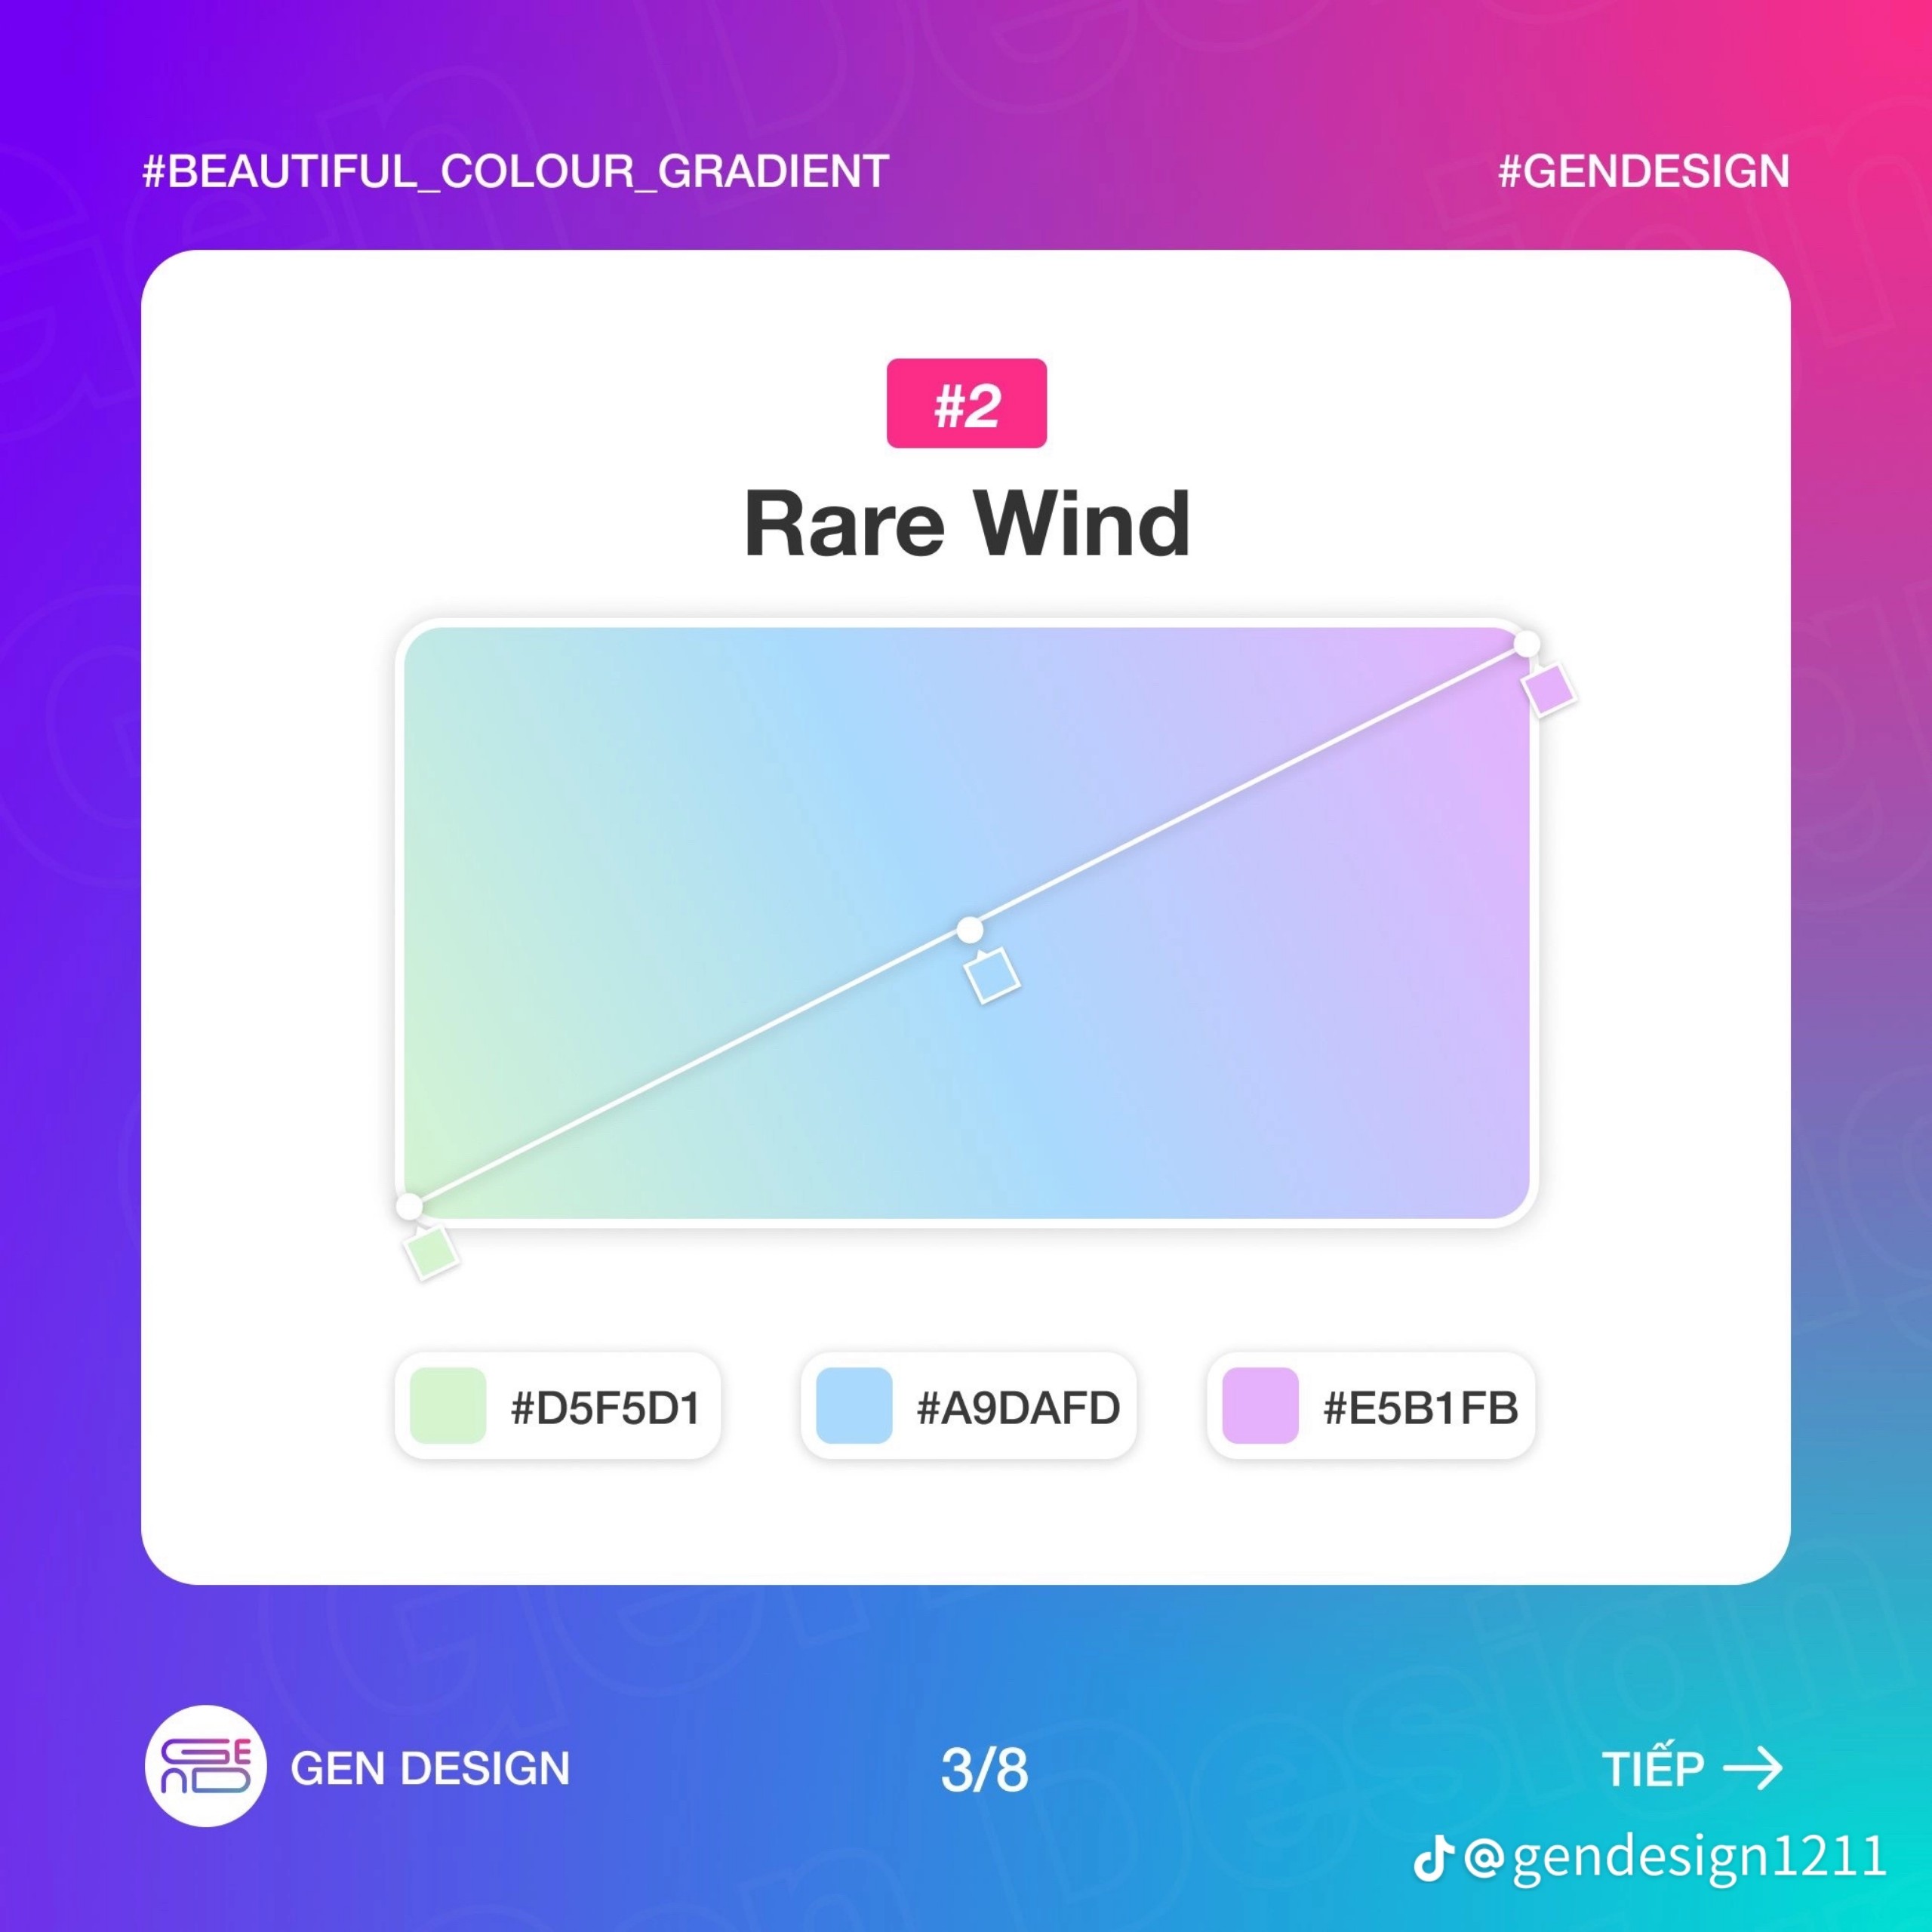 #BEAUTIFUL_COLOUR_GRADIENT
#GENDESIGN
#2
Rare Wind
#D5F5D1
#A9DAFD
#E5B1FB
GEN DESIGN
3/8
TIẾP
@gendesign1211